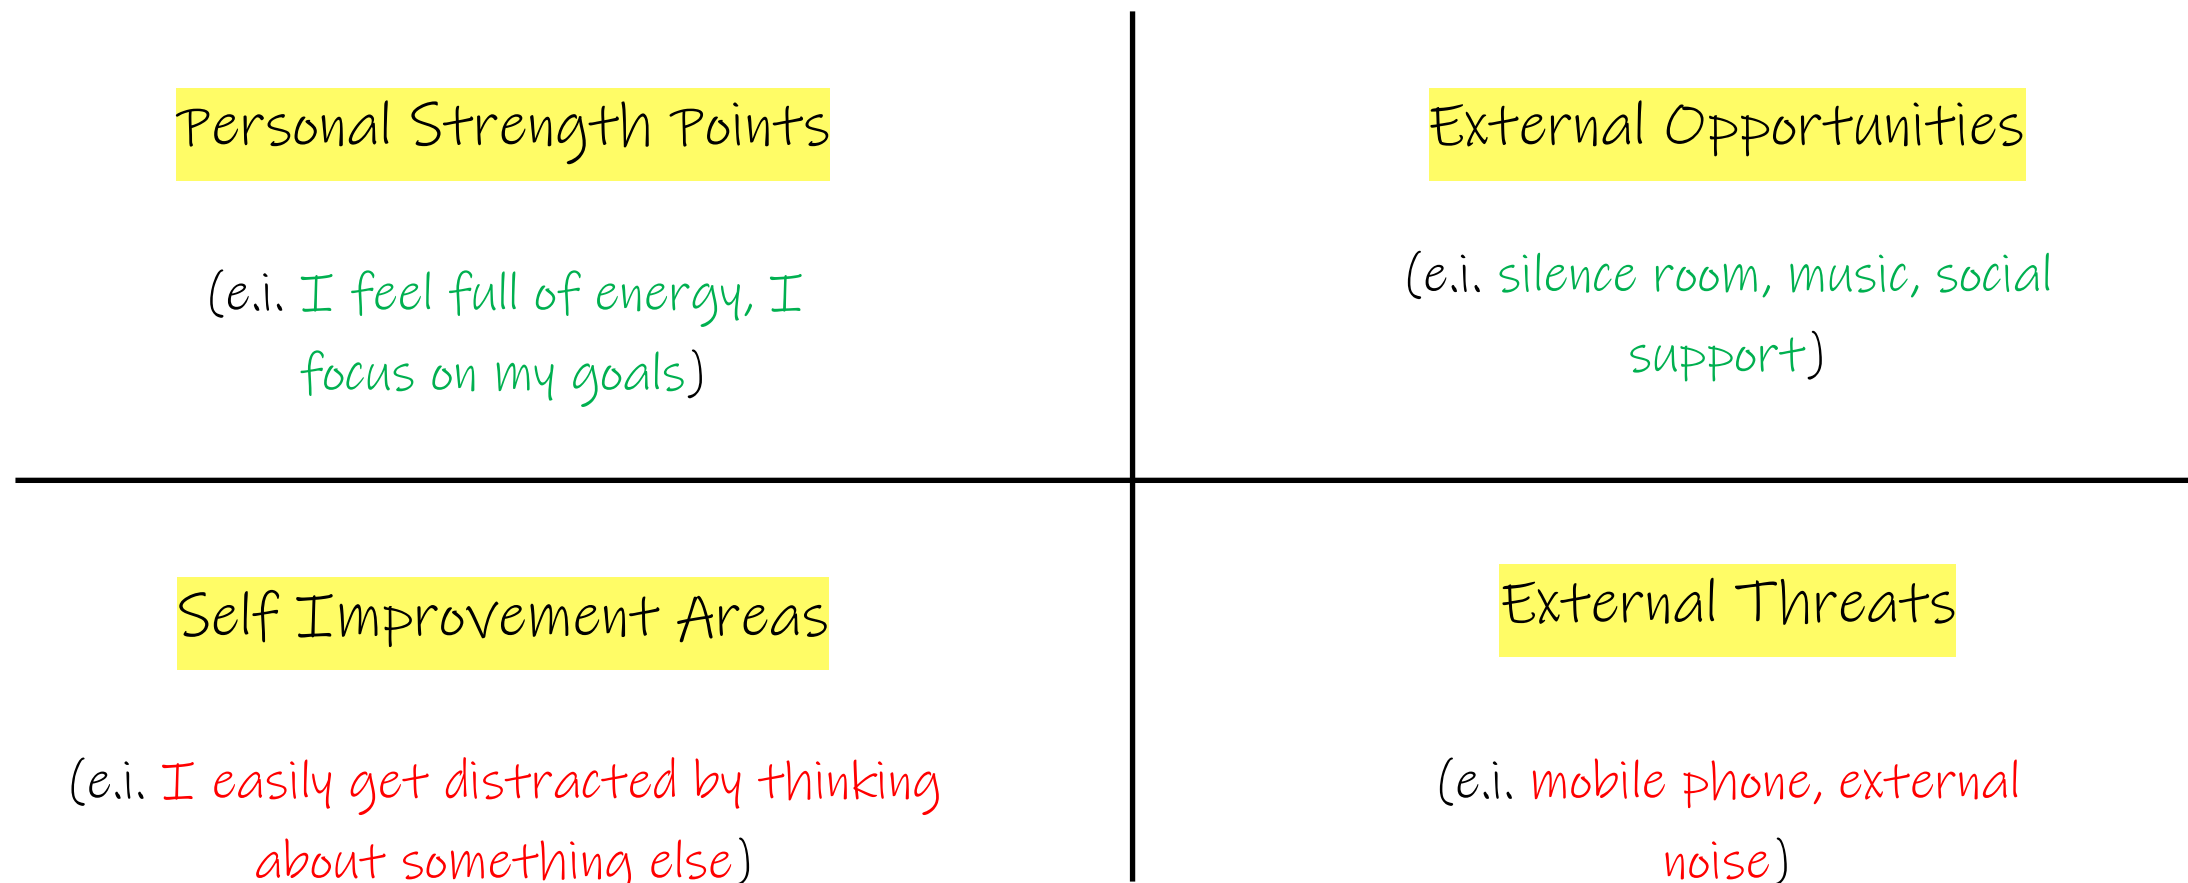 Personal Strength Points
(e.i. I feel full of energy, I
focus on my goals)
External Opportunities
(e.i. silence room, music, social
support)
Self Improvement Areas
(e.i. I easily get distracted by thinking
about something else)
External Threats
(e.i. mobile phone, external
noise)